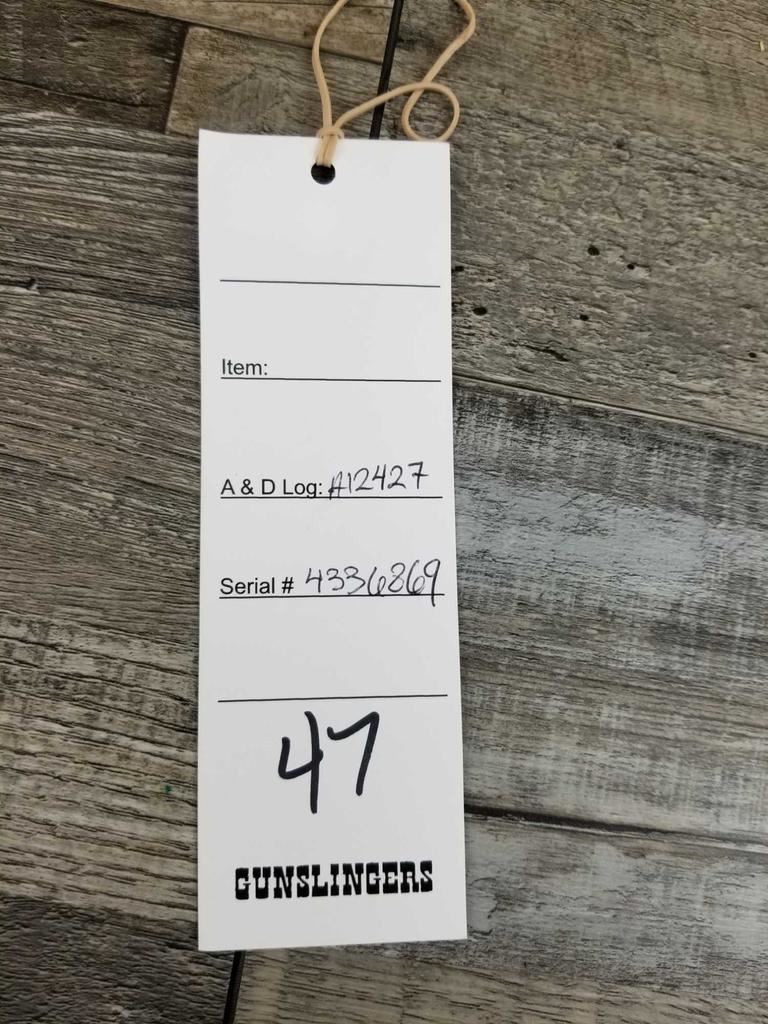 Item:
A & D Log: A12427
Serial # 4336869
47
GUNSLINGERS